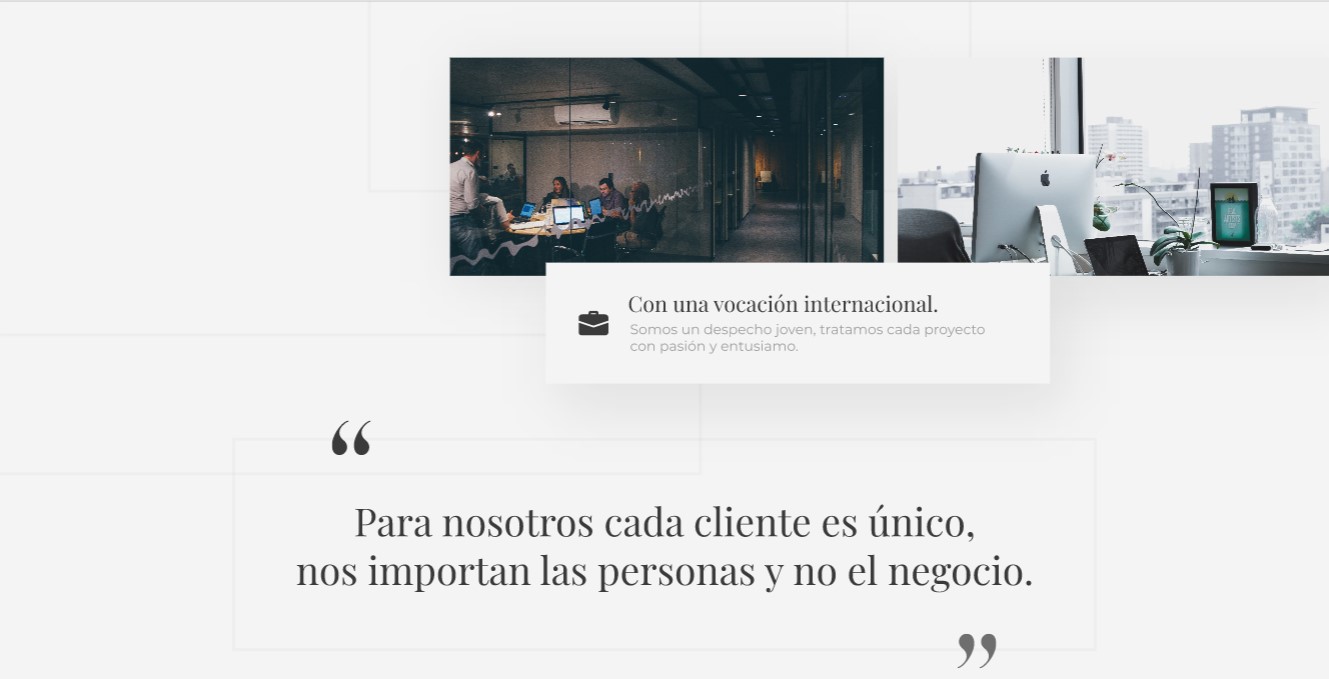 Con una vocación internacional.
Somos un despecho joven, tratamos cada proyecto
con pasión y entusiamo.
“
Para nosotros cada cliente es único,
nos importan las personas y no el negocio.
”